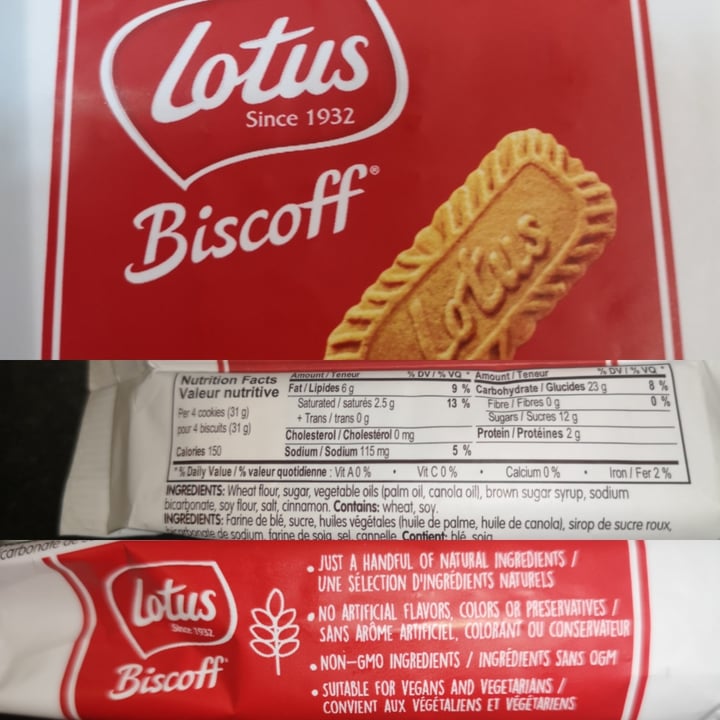 Lotus
Since 1932
Biscoff®
Lotus
Nutrition Facts
Valeur nutritive
Per 4 cookies (31 g)
pour 4 biscuits (31 g)
Calories 150
Amount / Teneur % DV / % VQ *
Fat / Lipides 6 g 9 %
Saturated / saturés 2.5 g 13 %
+ Trans / trans 0 g
Cholesterol / Cholestérol 0 mg
Sodium / Sodium 115 mg 5 %
Amount / Teneur % DV / % VQ *
Carbohydrate / Glucides 23 g 8 %
Fibre / Fibres 0 g 0 %
Sugars / Sucres 12 g
Protein / Protéines 2 g
* % Daily Value / % valeur quotidienne : Vit A 0 % • Vit C 0 % • Calcium 0 % • Iron / Fer 2 %
INGREDIENTS: Wheat flour, sugar, vegetable oils (palm oil, canola oil), brown sugar syrup, sodium
bicarbonate, soy flour, salt, cinnamon. Contains: wheat, soy.
INGRÉDIENTS: Farine de blé, sucre, huiles végétales (huile de palme, huile de canola), sirop de sucre roux,
bicarbonate de sodium, farine de soja, sel, cannelle. Contient: blé, soja.
carbonate de
Lotus
Since 1932
Biscoff®
• JUST A HANDFUL OF NATURAL INGREDIENTS /
UNE SÉLECTION D'INGRÉDIENTS NATURELS
• NO ARTIFICIAL FLAVORS, COLORS OR PRESERVATIVES /
SANS ARÔME ARTIFICIEL, COLORANT OU CONSERVATEUR
• NON-GMO INGREDIENTS / INGRÉDIENTS SANS OGM
• SUITABLE FOR VEGANS AND VEGETARIANS /
CONVIENT AUX VÉGÉTALIENS ET VÉGÉTARIENS